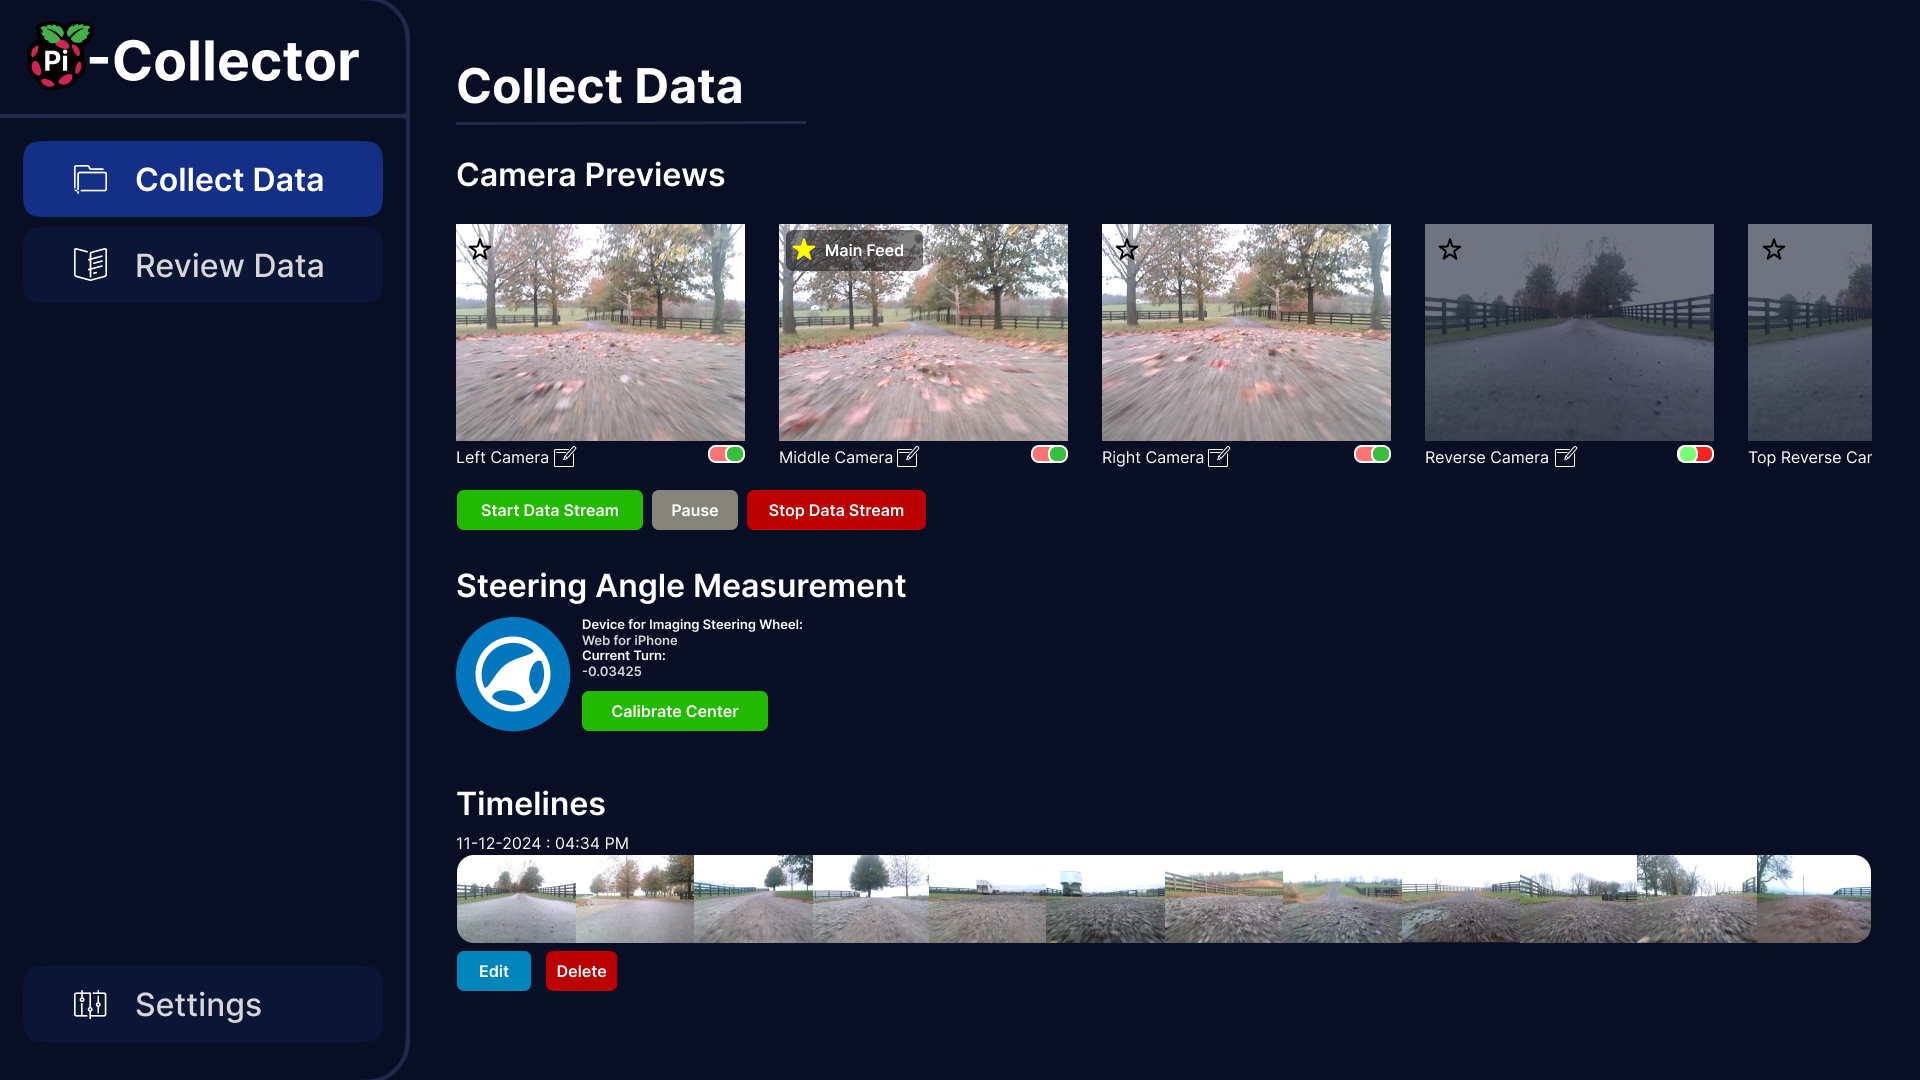 Pi-Collector
Collect Data
Review Data
Settings
Collect Data
Camera Previews
Main Feed
Left Camera
Middle Camera
Right Camera
Reverse Camera
Top Reverse Car
Start Data Stream
Pause
Stop Data Stream
Steering Angle Measurement
Device for Imaging Steering Wheel:
Web for iPhone
Current Turn:
-0.03425
Calibrate Center
Timelines
11-12-2024 : 04:34 PM
Edit
Delete